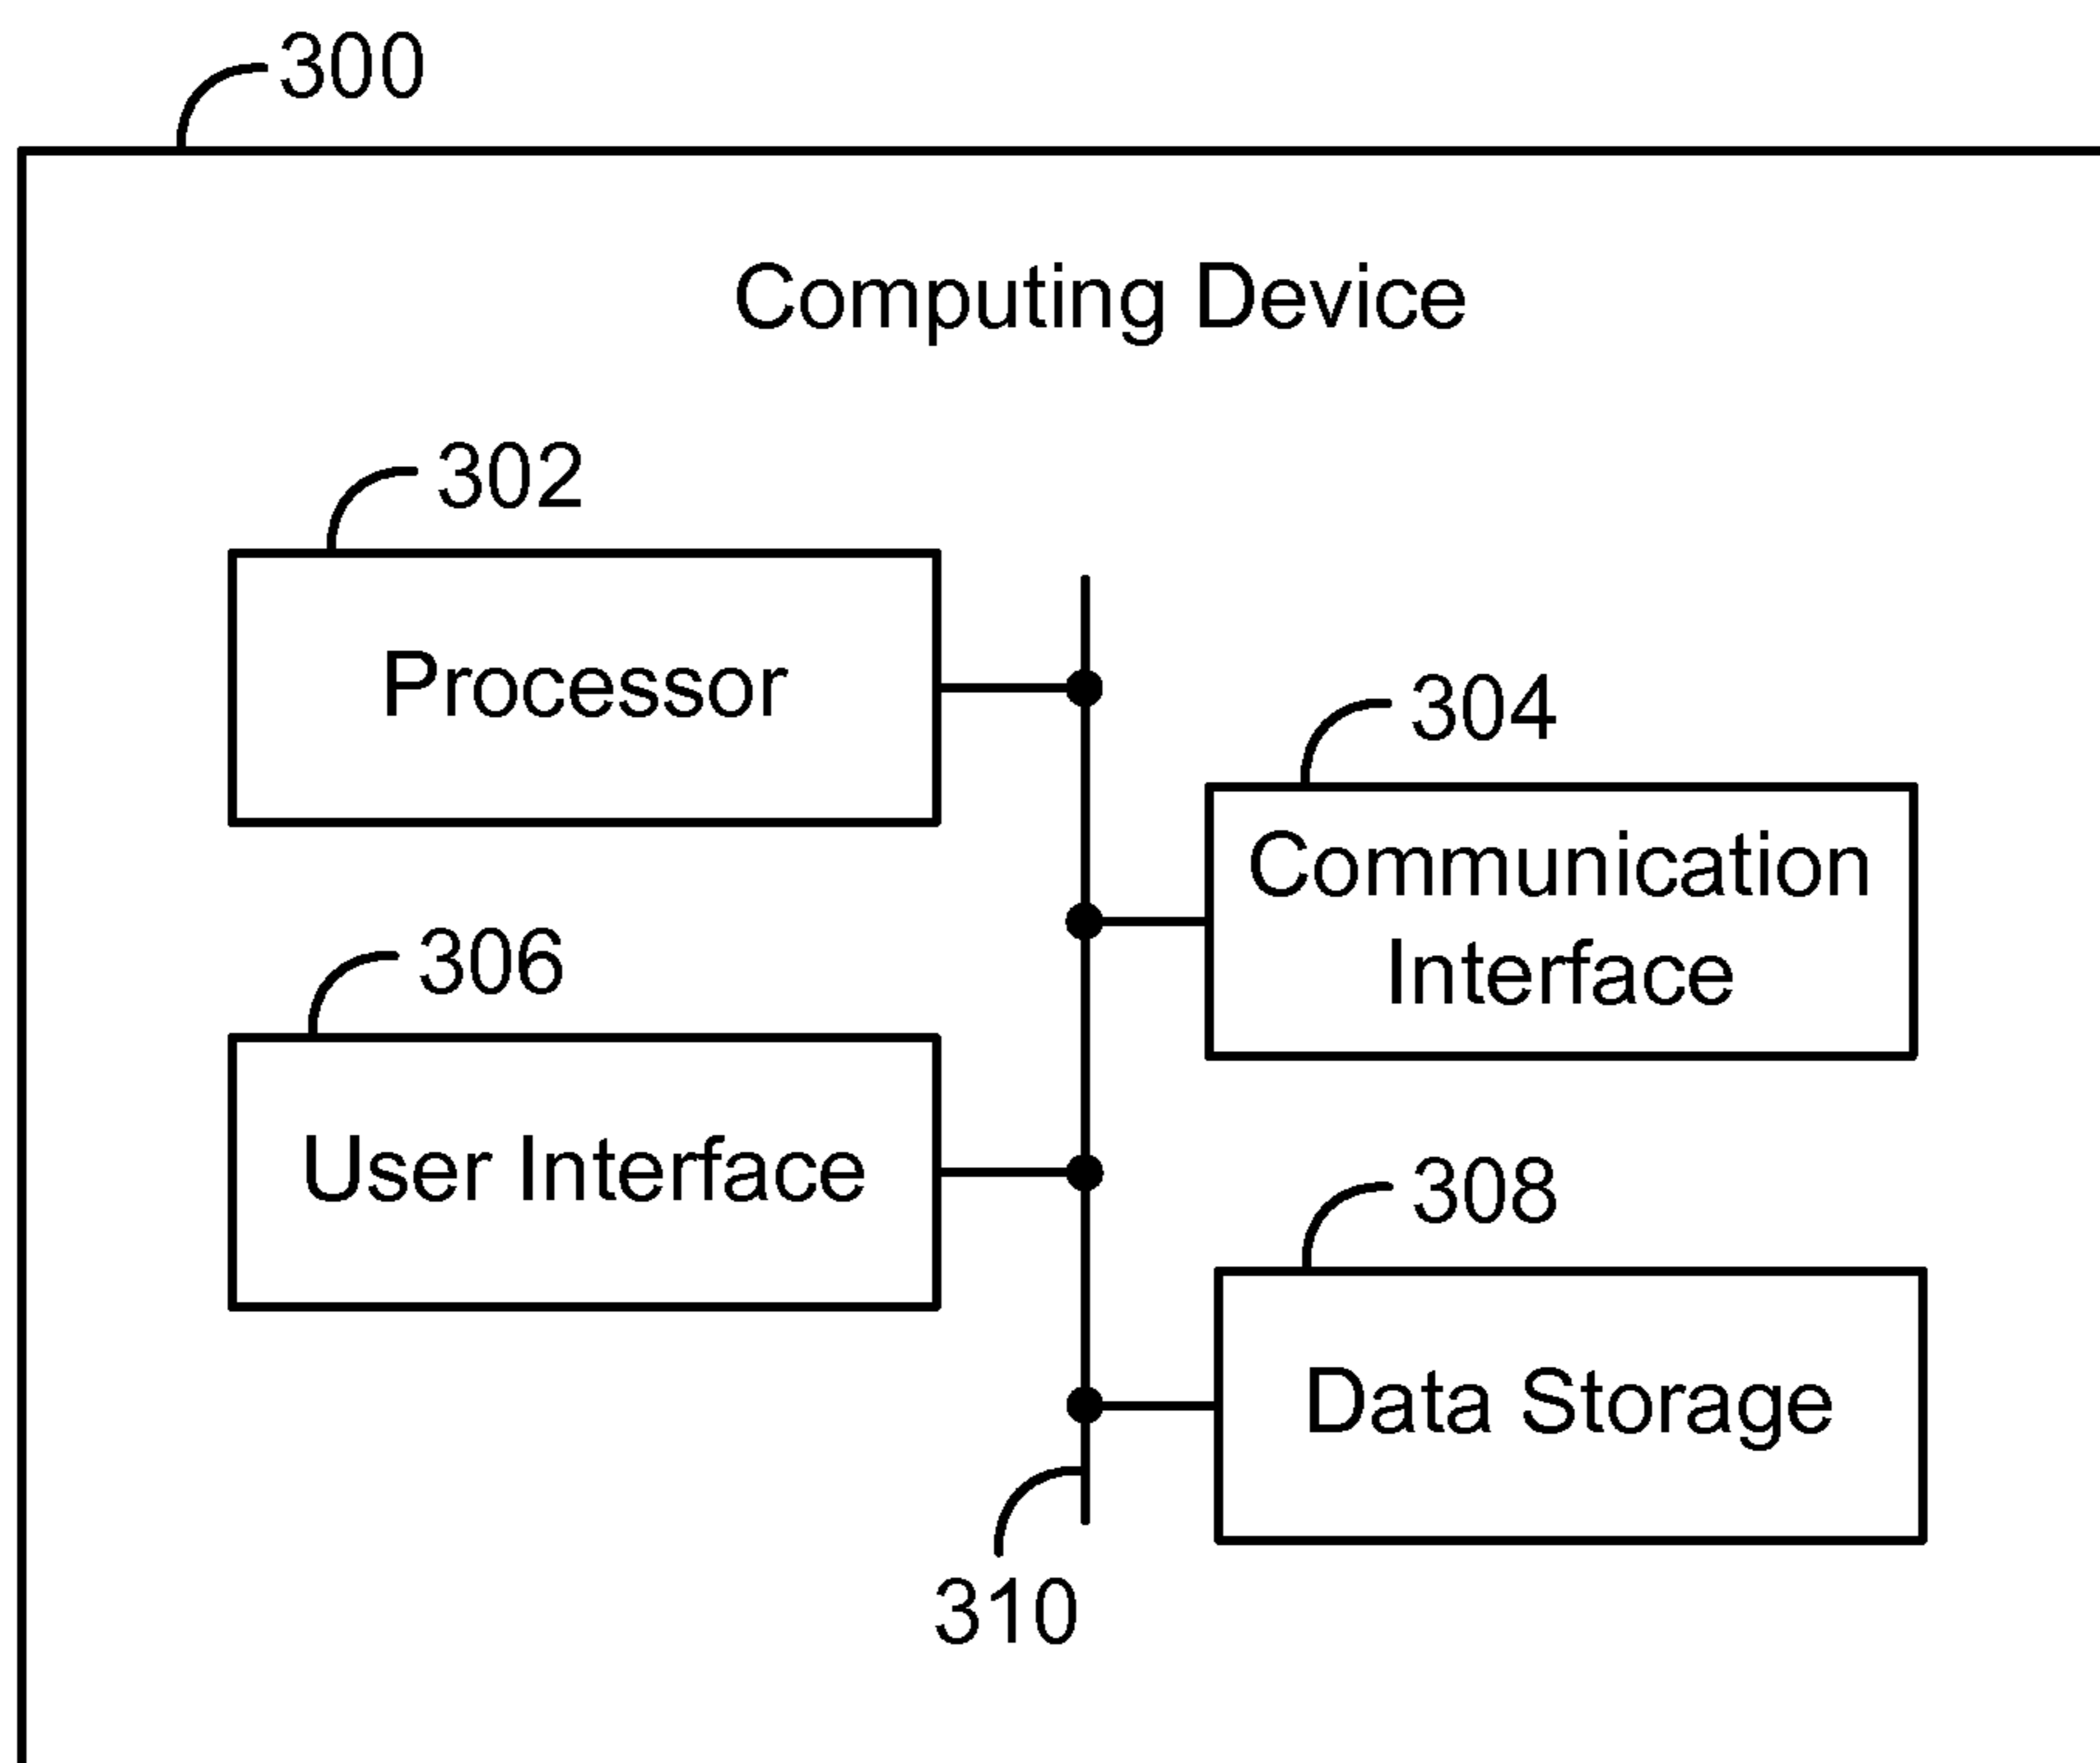 300
Computing Device
302
Processor
304
Communication
Interface
306
User Interface
308
Data Storage
310